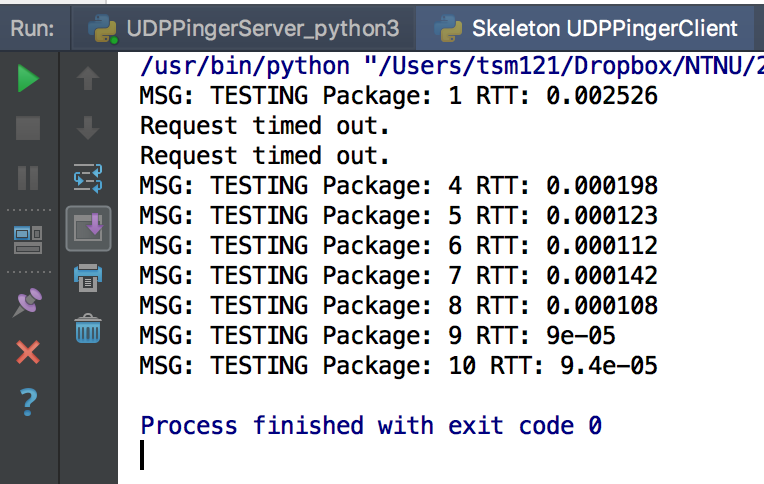 Run: UDPPingerServer_python3 Skeleton UDPPingerClient
/usr/bin/python "/Users/tsm121/Dropbox/NTNU/2
MSG: TESTING Package: 1 RTT: 0.002526
Request timed out.
Request timed out.
MSG: TESTING Package: 4 RTT: 0.000198
MSG: TESTING Package: 5 RTT: 0.000123
MSG: TESTING Package: 6 RTT: 0.000112
MSG: TESTING Package: 7 RTT: 0.000142
MSG: TESTING Package: 8 RTT: 0.000108
MSG: TESTING Package: 9 RTT: 9e-05
MSG: TESTING Package: 10 RTT: 9.4e-05
Process finished with exit code 0